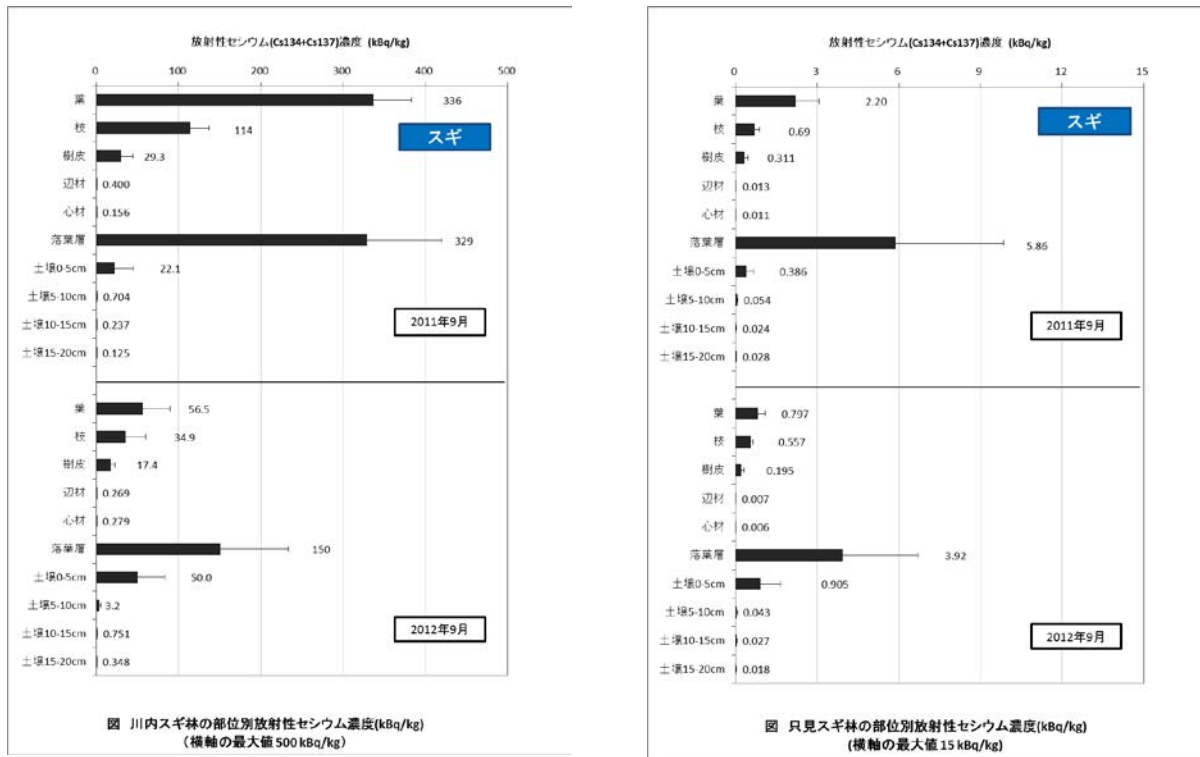 放射性セシウム(Cs134+Cs137)濃度 (kBq/kg)
0 100 200 300 400 500
葉 336
枝 114
スギ
樹皮 29.3
辺材 0.400
心材 0.156
落葉層 329
土壌0-5cm 22.1
土壌5-10cm 0.704
土壌10-15cm 0.237
2011年9月
土壌15-20cm 0.125
葉 56.5
枝 34.9
樹皮 17.4
辺材 0.269
心材 0.279
落葉層 150
土壌0-5cm 50.0
土壌5-10cm 3.2
土壌10-15cm 0.751
2012年9月
土壌15-20cm 0.348
図 川内スギ林の部位別放射性セシウム濃度(kBq/kg)
(横軸の最大値 500 kBq/kg)
放射性セシウム(Cs134+Cs137)濃度 (kBq/kg)
0 3 6 9 12 15
葉 2.20
スギ
枝 0.69
樹皮 0.311
辺材 0.013
心材 0.011
落葉層 5.86
土壌0-5cm 0.386
土壌5-10cm 0.054
土壌10-15cm 0.024
2011年9月
土壌15-20cm 0.028
葉 0.797
枝 0.557
樹皮 0.195
辺材 0.007
心材 0.006
落葉層 3.92
土壌0-5cm 0.905
土壌5-10cm 0.043
土壌10-15cm 0.027
2012年9月
土壌15-20cm 0.018
図 只見スギ林の部位別放射性セシウム濃度(kBq/kg)
(横軸の最大値 15 kBq/kg)